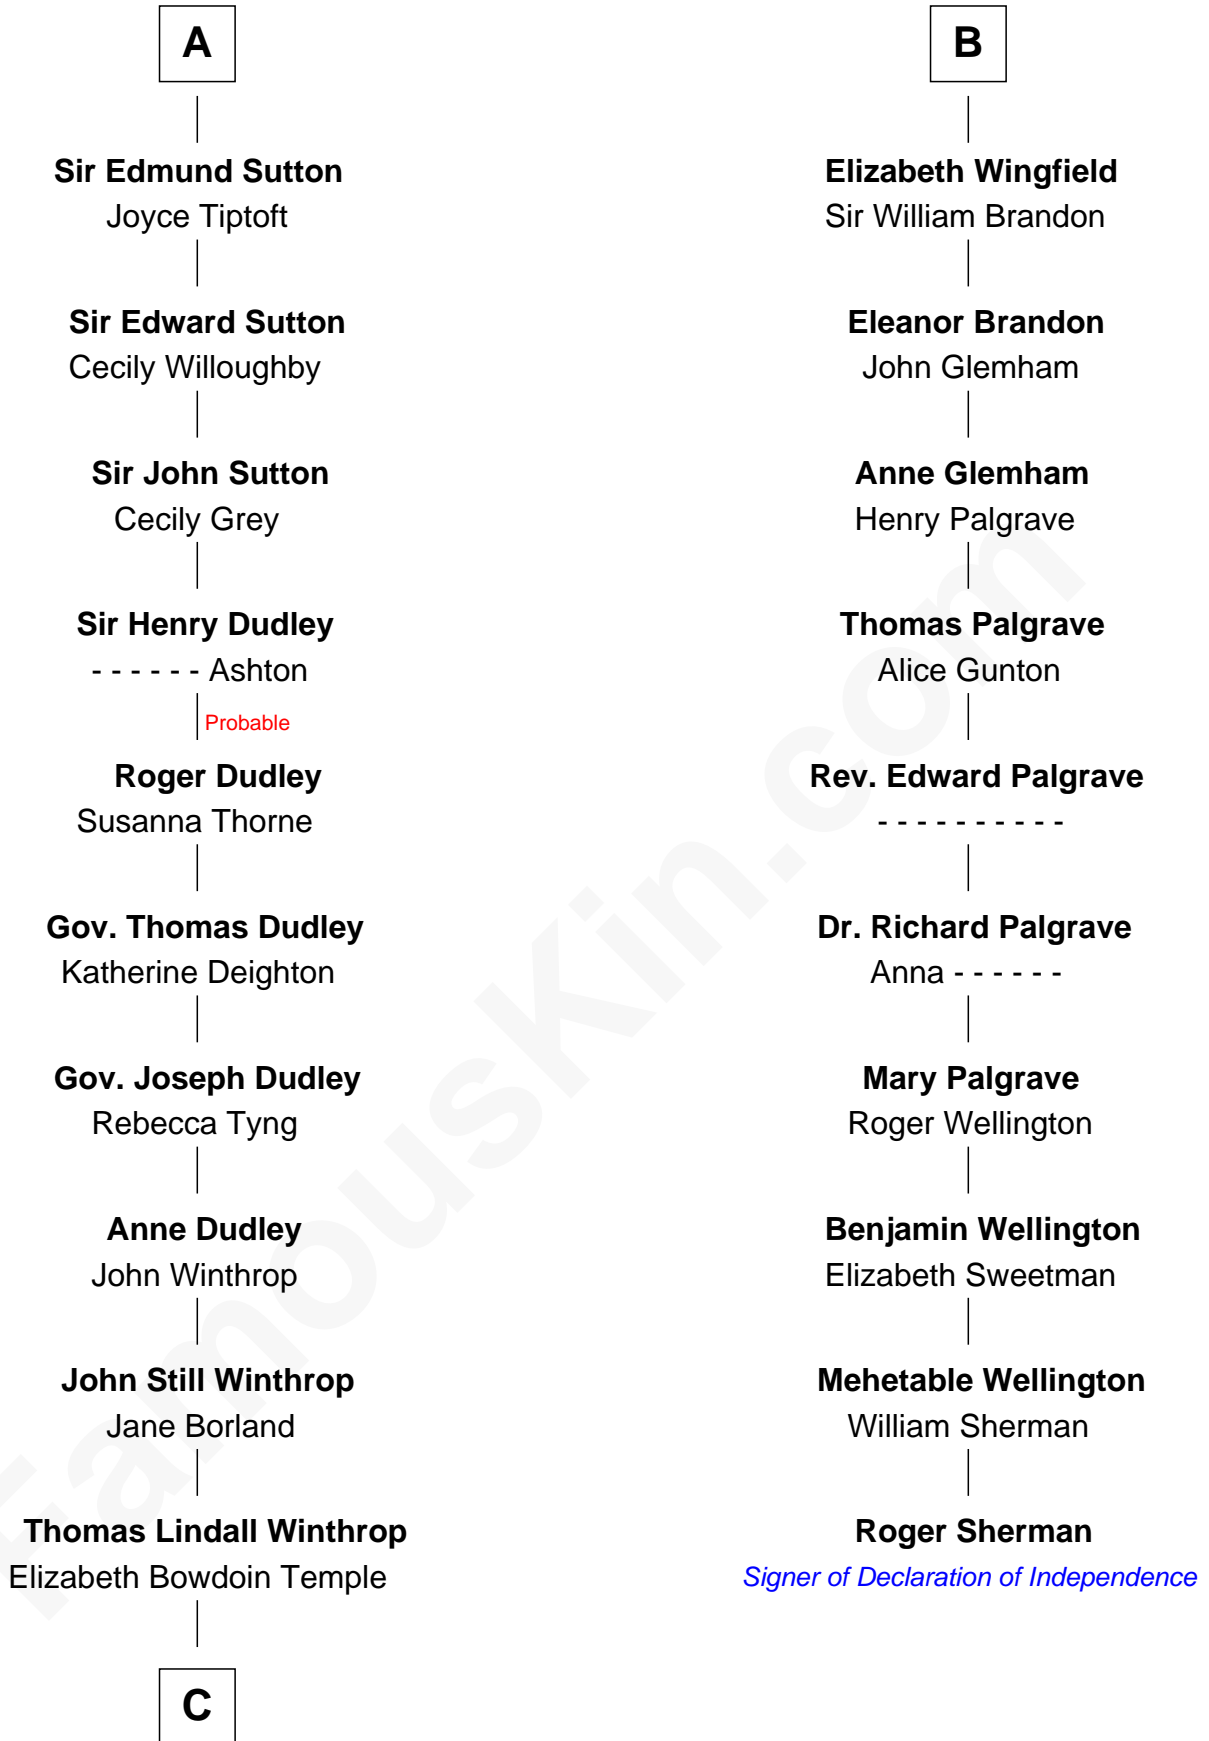 A
Sir Edmund Sutton
Joyce Tiptoft
Sir Edward Sutton
Cecily Willoughby
Sir John Sutton
Cecily Grey
Sir Henry Dudley
- - - - - - Ashton
Probable
Roger Dudley
Susanna Thorne
Gov. Thomas Dudley
Katherine Deighton
Gov. Joseph Dudley
Rebecca Tyng
Anne Dudley
John Winthrop
John Still Winthrop
Jane Borland
Thomas Lindall Winthrop
Elizabeth Bowdoin Temple
C
B
Elizabeth Wingfield
Sir William Brandon
Eleanor Brandon
John Glemham
Anne Glemham
Henry Palgrave
Thomas Palgrave
Alice Gunton
Rev. Edward Palgrave
- - - - - - - - - -
Dr. Richard Palgrave
Anna - - - - - -
Mary Palgrave
Roger Wellington
Benjamin Wellington
Elizabeth Sweetman
Mehetable Wellington
William Sherman
Roger Sherman
Signer of Declaration of Independence
FamousKin.com